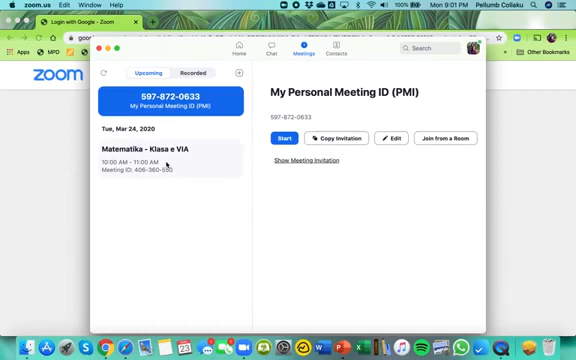 zoom.us Edit Window Help
100% Mon 9:01 PM Pellumb Collaku
Login with Google - Zoom
Apps MPD
Other Bookmarks
zoom
Home Chat Meetings Contacts
Search
Upcoming Recorded
597-872-0633
My Personal Meeting ID (PMI)
Tue, Mar 24, 2020
Matematika - Klasa e VIA
10:00 AM - 11:00 AM
Meeting ID: 406-360-550
My Personal Meeting ID (PMI)
597-872-0633
Start Copy Invitation Edit Join from a Room
Show Meeting Invitation